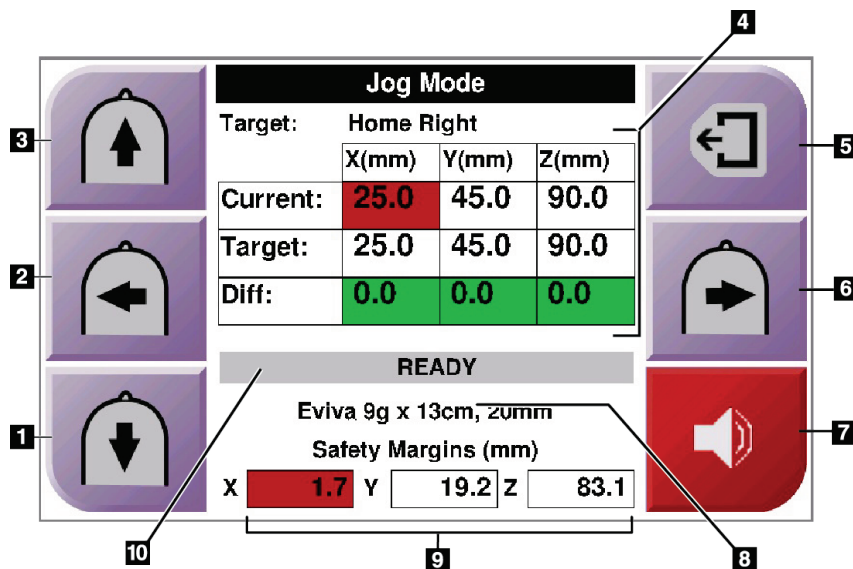 4
Jog Mode
Target: Home Right
X(mm) Y(mm) Z(mm)
Current: 25.0 45.0 90.0
Target: 25.0 45.0 90.0
Diff: 0.0 0.0 0.0
READY
Eviva 9g x 13cm, 20mm
Safety Margins (mm)
X 1.7 Y 19.2 Z 83.1
3
2
1
5
6
7
10
9
8